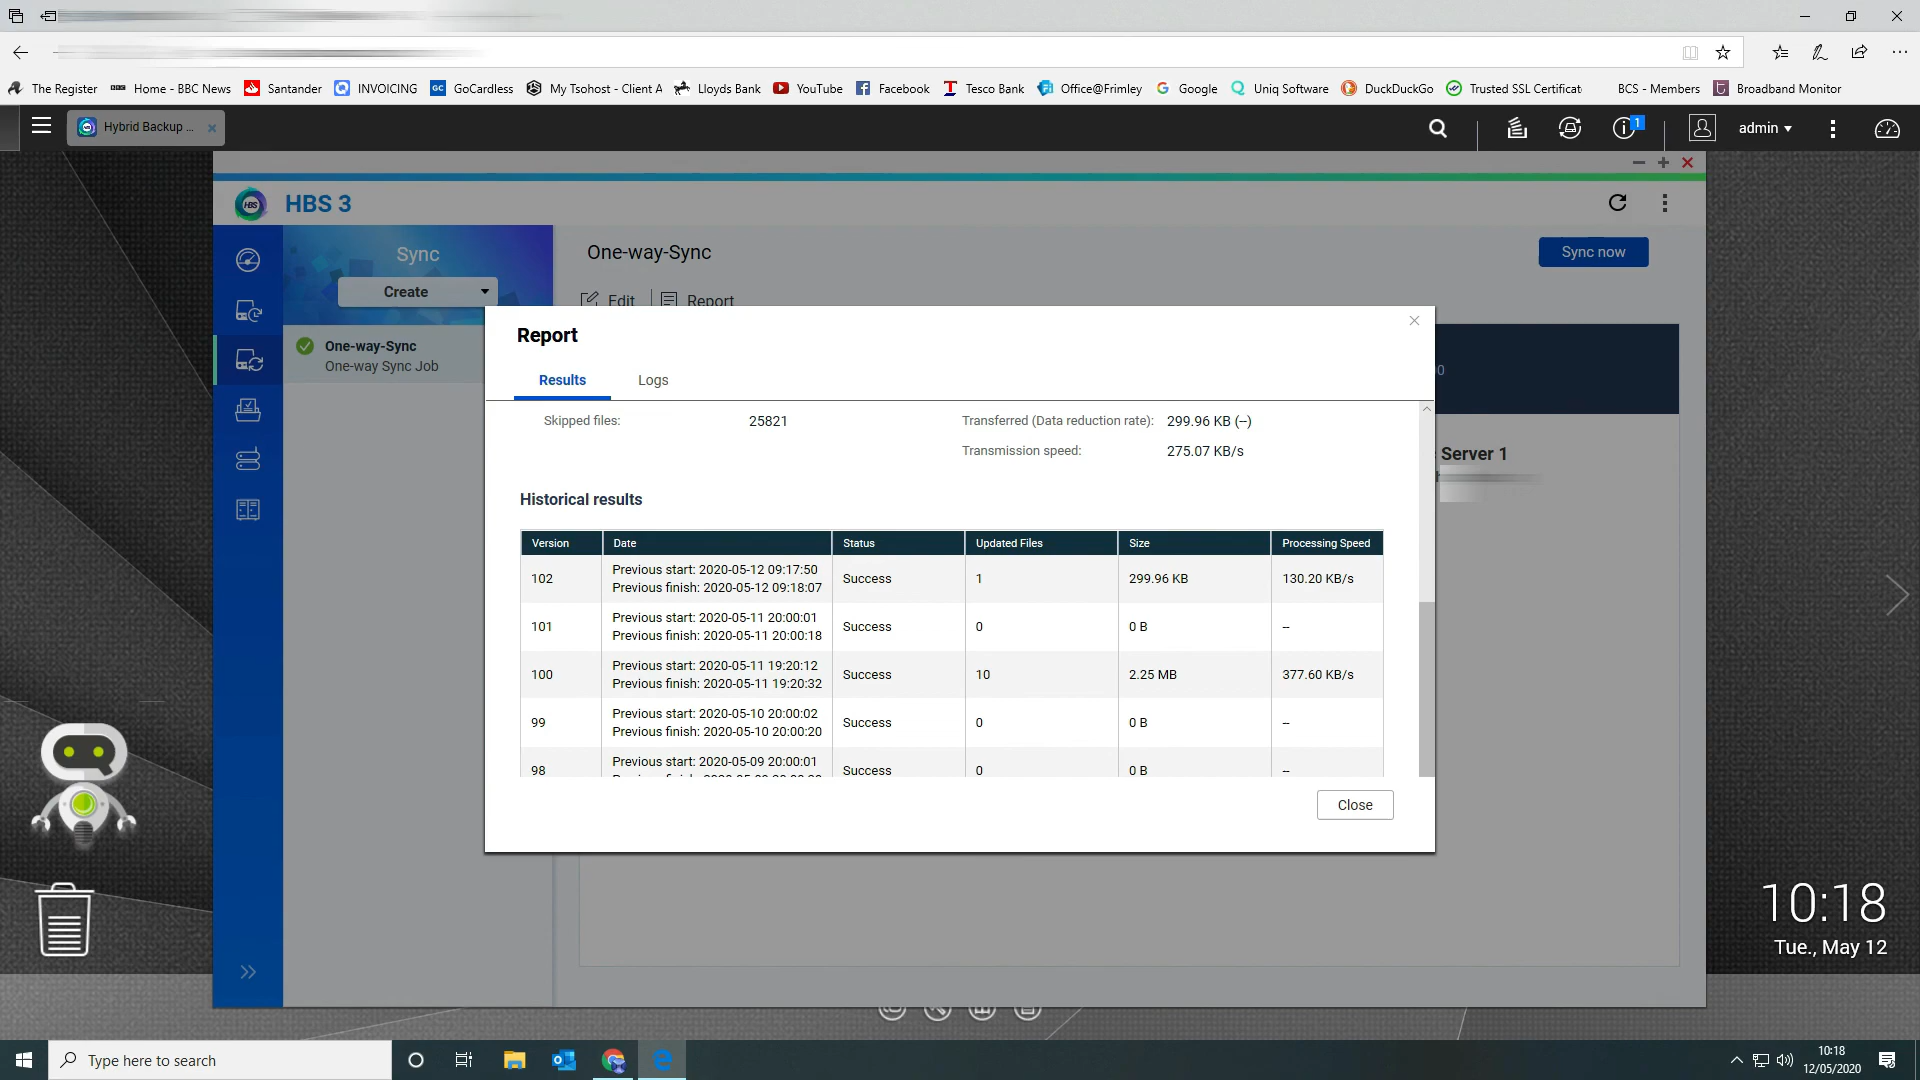 The Register
Home - BBC News
Santander
INVOICING
GC
GoCardless
My Tsohost - Client A
Lloyds Bank
YouTube
Facebook
Tesco Bank
Office@Frimley
Google
Uniq Software
DuckDuckGo
Trusted SSL Certificat
BCS - Members
Broadband Monitor
Hybrid Backup ...
1
admin
HBS
HBS 3
Sync
Create
One-way-Sync
One-way Sync Job
One-way-Sync
Sync now
Edit
Report
Server 1
Report
Results
Logs
Skipped files: 25821
Transferred (Data reduction rate): 299.96 KB (--)
Transmission speed: 275.07 KB/s
Historical results
Version Date Status Updated Files Size Processing Speed
Previous start: 2020-05-12 09:17:50
102 Success 1 299.96 KB 130.20 KB/s
Previous finish: 2020-05-12 09:18:07
Previous start: 2020-05-11 20:00:01
101 Success 0 0 B --
Previous finish: 2020-05-11 20:00:18
Previous start: 2020-05-11 19:20:12
100 Success 10 2.25 MB 377.60 KB/s
Previous finish: 2020-05-11 19:20:32
Previous start: 2020-05-10 20:00:02
99 Success 0 0 B --
Previous finish: 2020-05-10 20:00:20
Previous start: 2020-05-09 20:00:01
98 Success 0 0 B --
Close
10:18
Tue., May 12
Type here to search
10:18
12/05/2020